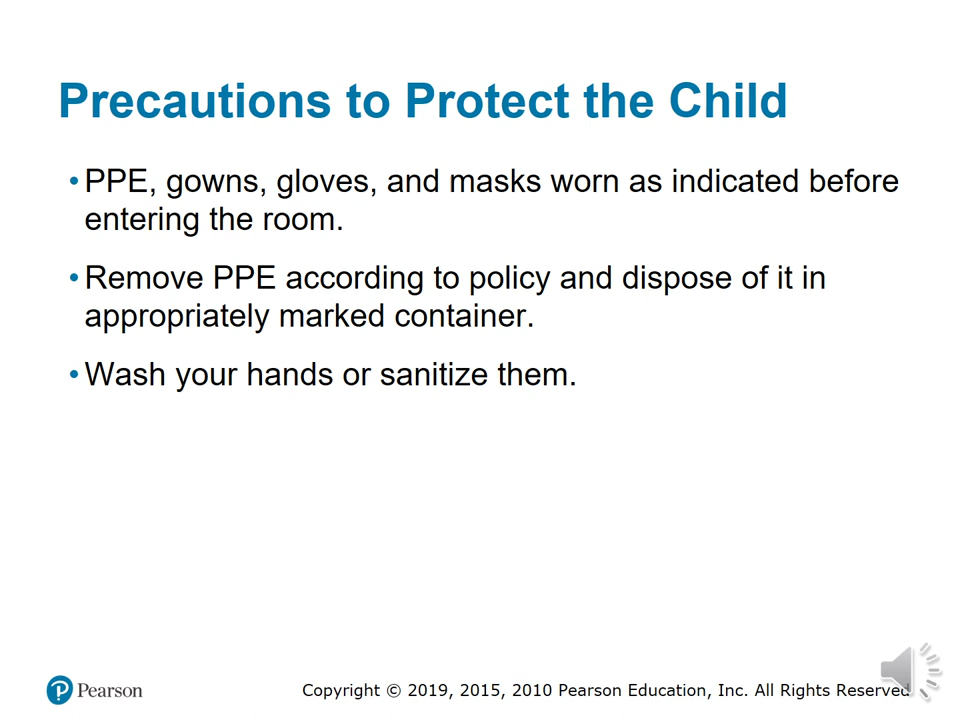 Precautions to Protect the Child
• PPE, gowns, gloves, and masks worn as indicated before
entering the room.
• Remove PPE according to policy and dispose of it in
appropriately marked container.
• Wash your hands or sanitize them.
Pearson
Copyright © 2019, 2015, 2010 Pearson Education, Inc. All Rights Reserved